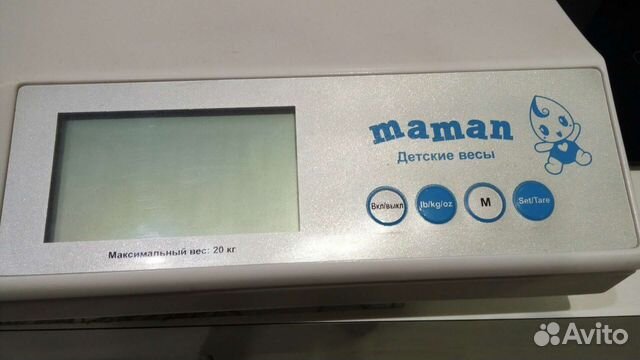 maman
Детские весы
Вкл/выкл lb/kg/oz M Set/Tare
Максимальный вес: 20 кг
Avito